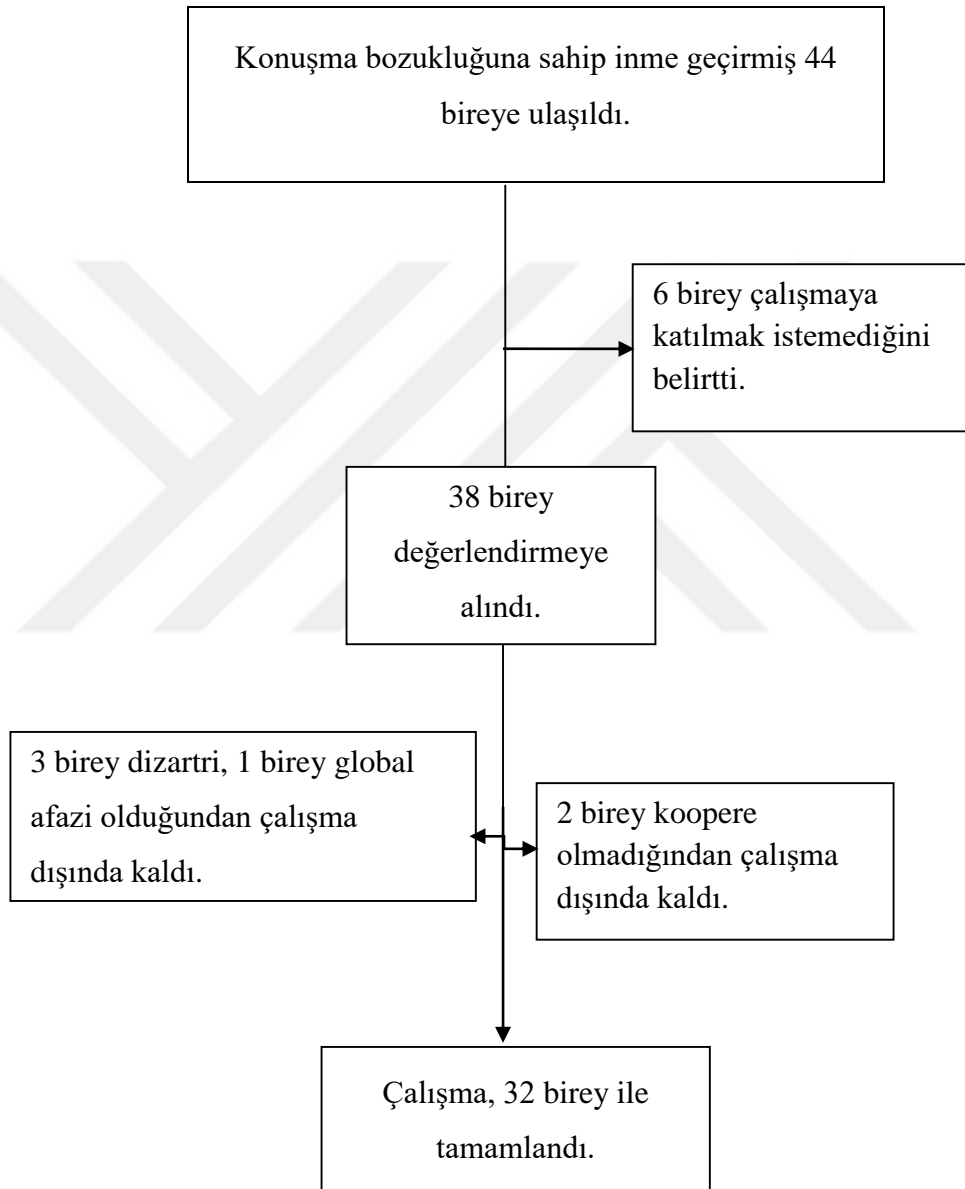 Konuşma bozukluğuna sahip inme geçirmiş 44
bireye ulaşıldı.
6 birey çalışmaya
katılmak istemediğini
belirtti.
38 birey
değerlendirmeye
alındı.
3 birey dizartri, 1 birey global
afazi olduğundan çalışma
dışında kaldı.
2 birey koopere
olmadığından çalışma
dışında kaldı.
Çalışma, 32 birey ile
tamamlandı.